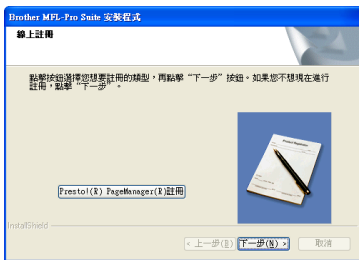 Brother MFL-Pro Suite 安裝程式
線上註冊
點擊按鈕選擇您想要註冊的類型，再點擊 “下一步” 按鈕。如果您不想現在進行
註冊，點擊 “下一步” 。
Presto!(R) PageManager(R)註冊
InstallShield
< 上一步(B) 下一步(N) > 取消